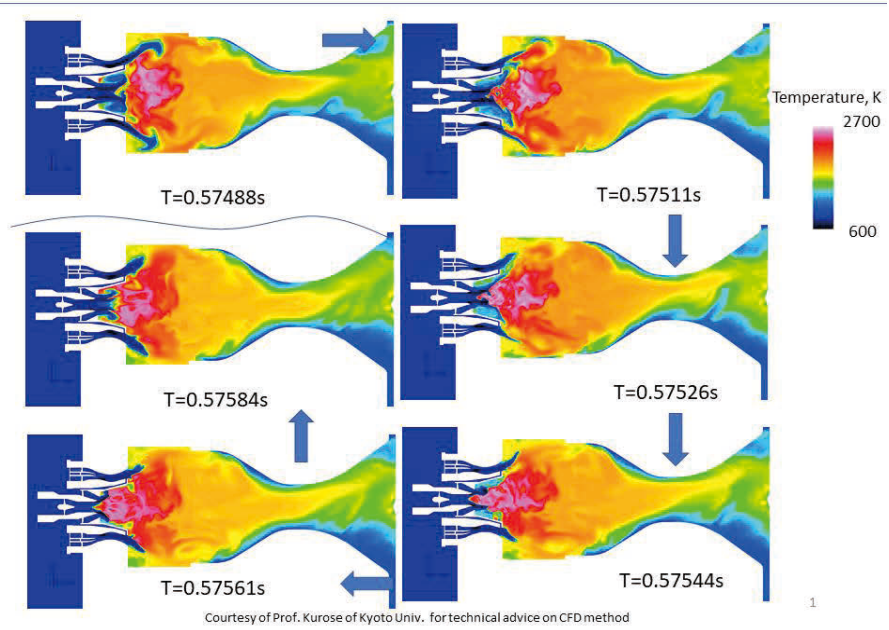 Temperature, K
2700
600
T=0.57488s
T=0.57511s
T=0.57584s
T=0.57526s
T=0.57561s
T=0.57544s
1
Courtesy of Prof. Kurose of Kyoto Univ. for technical advice on CFD method